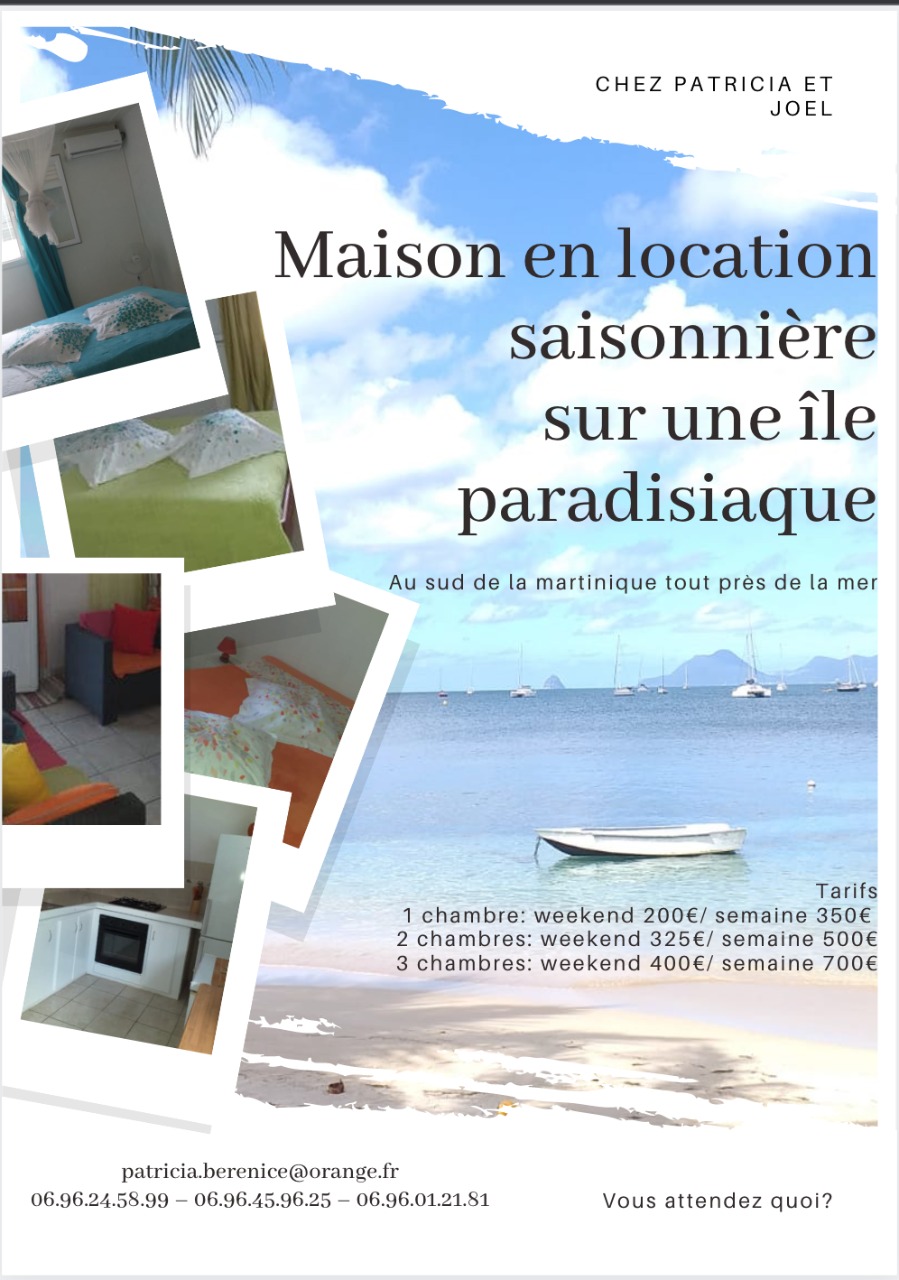 CHEZ PATRICIA ET
JOEL
Maison en location
saisonnière
sur une île
paradisiaque
Au sud de la martinique tout près de la mer
Tarifs
1 chambre: weekend 200€/ semaine 350€
2 chambres: weekend 325€/ semaine 500€
3 chambres: weekend 400€/ semaine 700€
patricia.berenice@orange.fr
06.96.24.58.99 – 06.96.45.96.25 – 06.96.01.21.81
Vous attendez quoi?